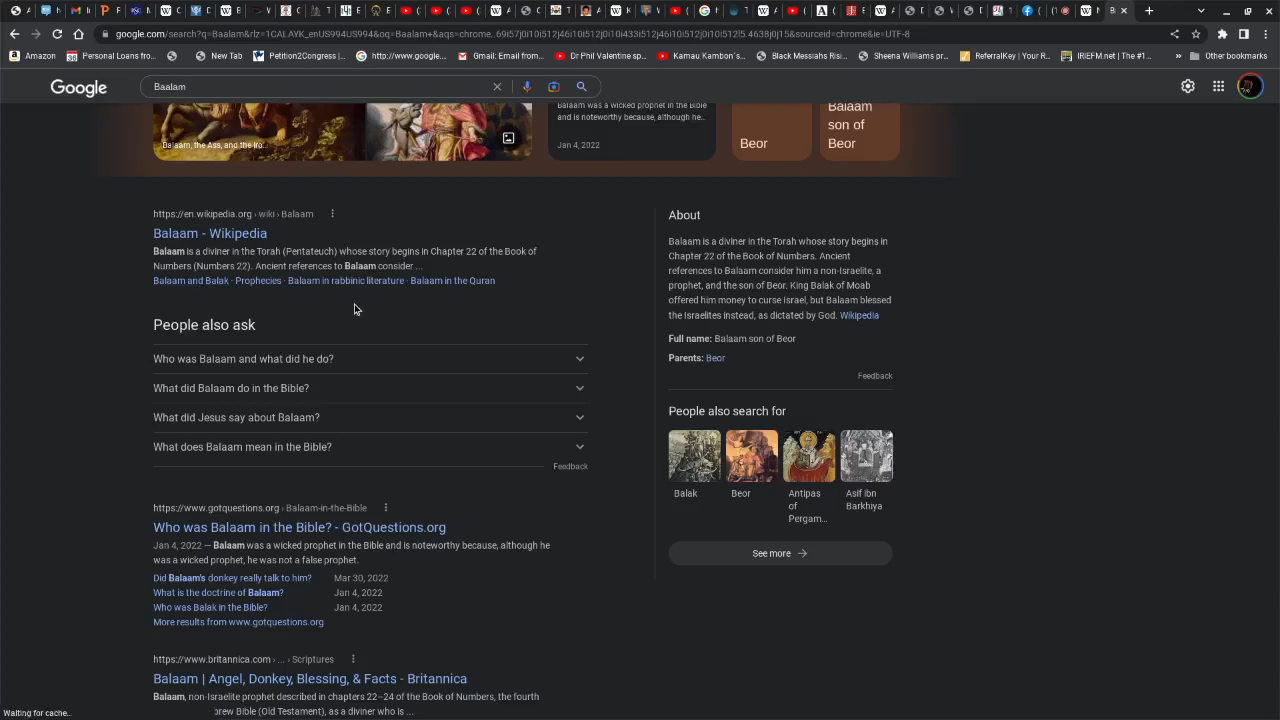 google.com/search?q=Baalam&rlz=1CALAYK_enUS994US994&oq=Baalam+&aqs=chrome..69i57j0i10i512j46i10i512j0i10i433i512j46i10i512j0i10i512l5.4638j0j15&sourceid=chrome&ie=UTF-8
Amazon
Personal Loans fro...
New Tab
Petition2Congress |...
http://www.google....
Gmail: Email from...
Dr Phil Valentine sp...
Kamau Kambon's...
Black Messiahs Risi...
Sheena Williams pr...
ReferralKey | Your R...
IRIEFM.net | The #1...
»
Other bookmarks
Google
Baalam
Balaam, the Ass, and the Iro...
Balaam was a wicked prophet in the Bible
and is noteworthy because, although he...
Jan 4, 2022
Beor
Balaam
son of
Beor
https://en.wikipedia.org › wiki › Balaam
Balaam - Wikipedia
Balaam is a diviner in the Torah (Pentateuch) whose story begins in Chapter 22 of the Book of
Numbers (Numbers 22). Ancient references to Balaam consider ...
Balaam and Balak · Prophecies · Balaam in rabbinic literature · Balaam in the Quran
People also ask
Who was Balaam and what did he do?
What did Balaam do in the Bible?
What did Jesus say about Balaam?
What does Balaam mean in the Bible?
Feedback
https://www.gotquestions.org › Balaam-in-the-Bible
Who was Balaam in the Bible? - GotQuestions.org
Jan 4, 2022 — Balaam was a wicked prophet in the Bible and is noteworthy because, although he
was a wicked prophet, he was not a false prophet.
Did Balaam's donkey really talk to him? Mar 30, 2022
What is the doctrine of Balaam? Jan 4, 2022
Who was Balak in the Bible? Jan 4, 2022
More results from www.gotquestions.org
https://www.britannica.com › ... › Scriptures
Balaam | Angel, Donkey, Blessing, & Facts - Britannica
Balaam, non-Israelite prophet described in chapters 22–24 of the Book of Numbers, the fourth
brew Bible (Old Testament), as a diviner who is ...
About
Balaam is a diviner in the Torah whose story begins in
Chapter 22 of the Book of Numbers. Ancient
references to Balaam consider him a non-Israelite, a
prophet, and the son of Beor. King Balak of Moab
offered him money to curse Israel, but Balaam blessed
the Israelites instead, as dictated by God. Wikipedia
Full name: Balaam son of Beor
Parents: Beor
Feedback
People also search for
Balak
Beor
Antipas
of
Pergam...
Asif ibn
Barkhiya
See more
Waiting for cache...